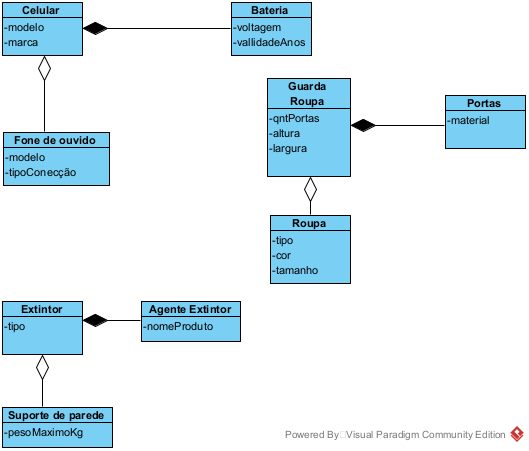 Celular
-modelo
-marca
Bateria
-voltagem
-vallidadeAnos
Fone de ouvido
-modelo
-tipoConecção
Guarda
Roupa
-qntPortas
-altura
-largura
Portas
-material
Roupa
-tipo
-cor
-tamanho
Extintor
-tipo
Agente Extintor
-nomeProduto
Suporte de parede
-pesoMaximoKg
Powered By Visual Paradigm Community Edition